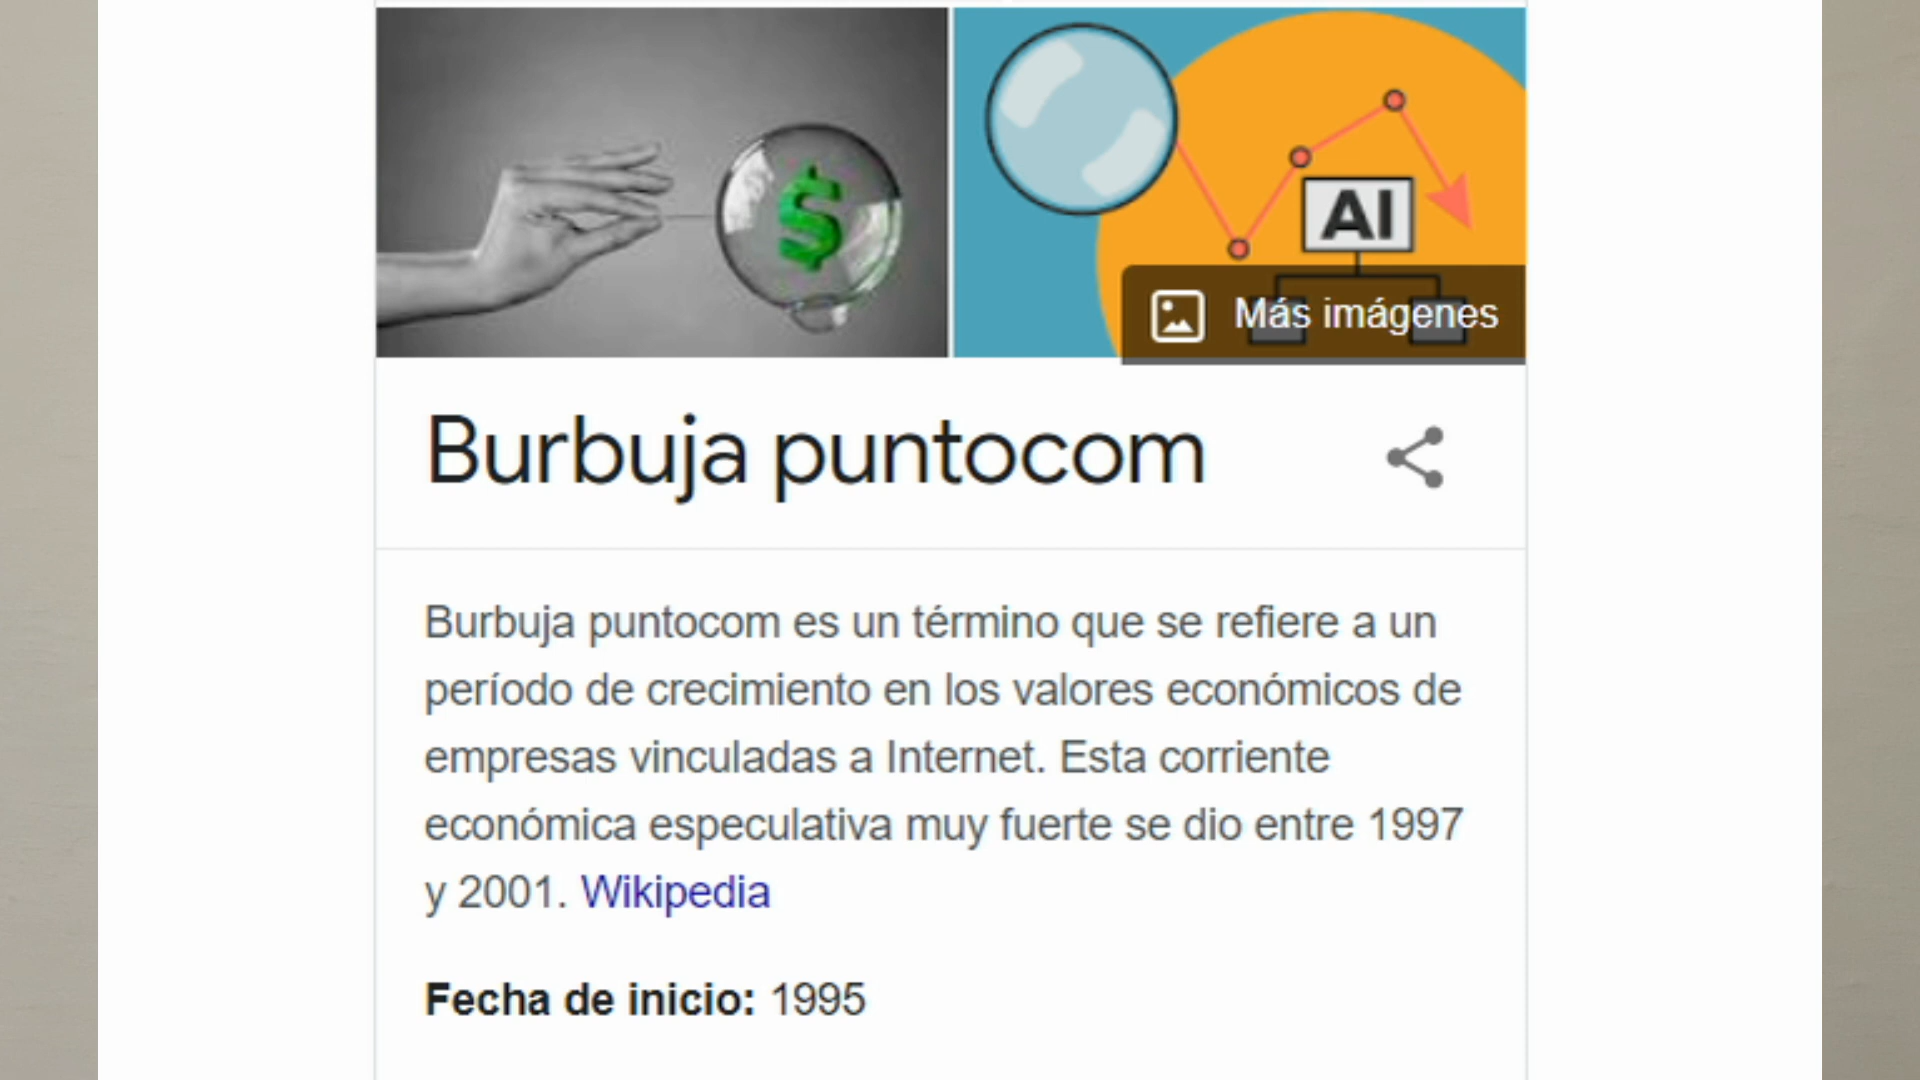 $
AI
Más imágenes
Burbuja puntocom
Burbuja puntocom es un término que se refiere a un
período de crecimiento en los valores económicos de
empresas vinculadas a Internet. Esta corriente
económica especulativa muy fuerte se dio entre 1997
y 2001. Wikipedia
Fecha de inicio: 1995